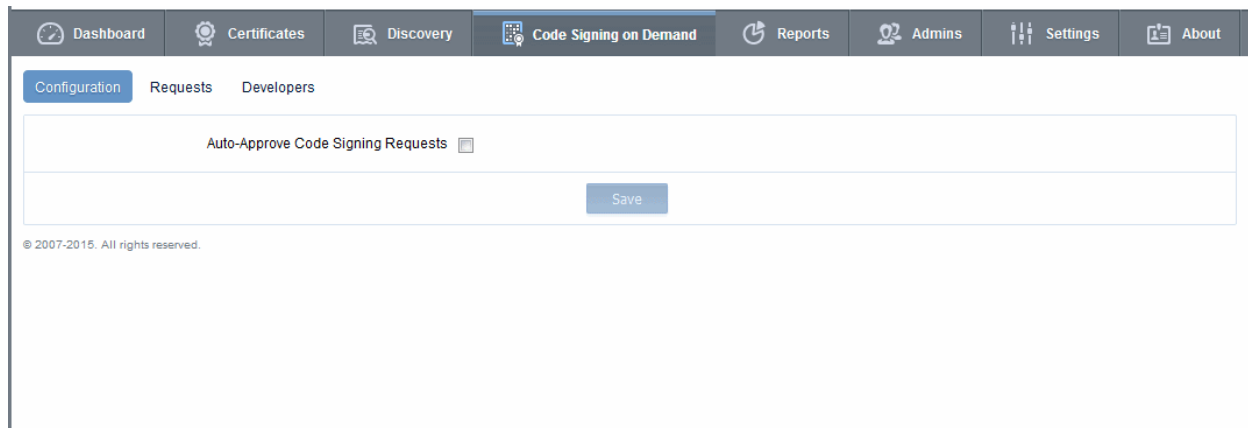 Dashboard Certificates Discovery Code Signing on Demand Reports Admins Settings About
Configuration Requests Developers
Auto-Approve Code Signing Requests
Save
© 2007-2015. All rights reserved.